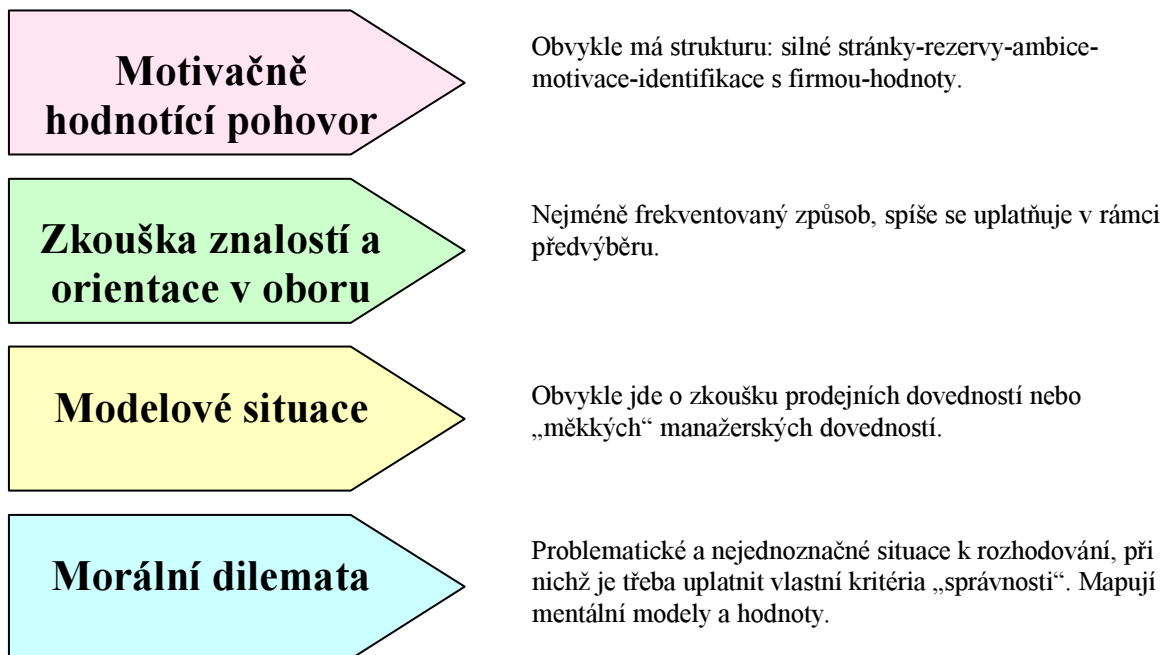 Motivačně
hodnotící pohovor
Obvykle má strukturu: silné stránky-rezervy-ambice-
motivace-identifikace s firmou-hodnoty.
Zkouška znalostí a
orientace v oboru
Nejméně frekventovaný způsob, spíše se uplatňuje v rámci
předvýběru.
Modelové situace
Obvykle jde o zkoušku prodejních dovedností nebo
„měkkých“ manažerských dovedností.
Morální dilemata
Problematické a nejednoznačné situace k rozhodování, při
nichž je třeba uplatnit vlastní kritéria „správnosti“. Mapují
mentální modely a hodnoty.